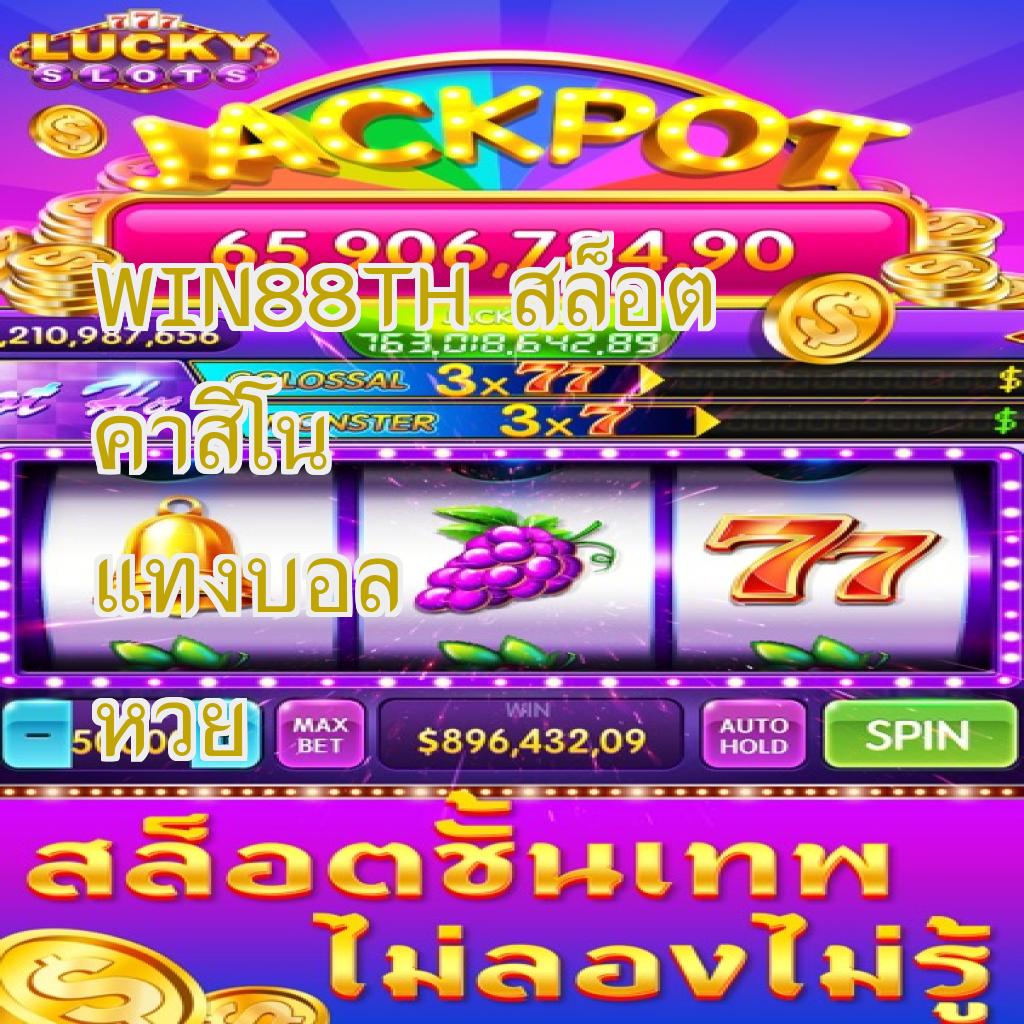 777
LUCKY
SLOTS
JACKPOT
65,906,784.90
WIN88TH สล็อต
,210,987,656
763,018,642.89
COLOSSAL 3x77 $
MONSTER 3x7 $
คาสิโน
77
แทงบอล
หวย
- MAX BET WIN $896,432,09 AUTO HOLD SPIN
สล็อตชั้นเทพ
ไม่ลองไม่รู้